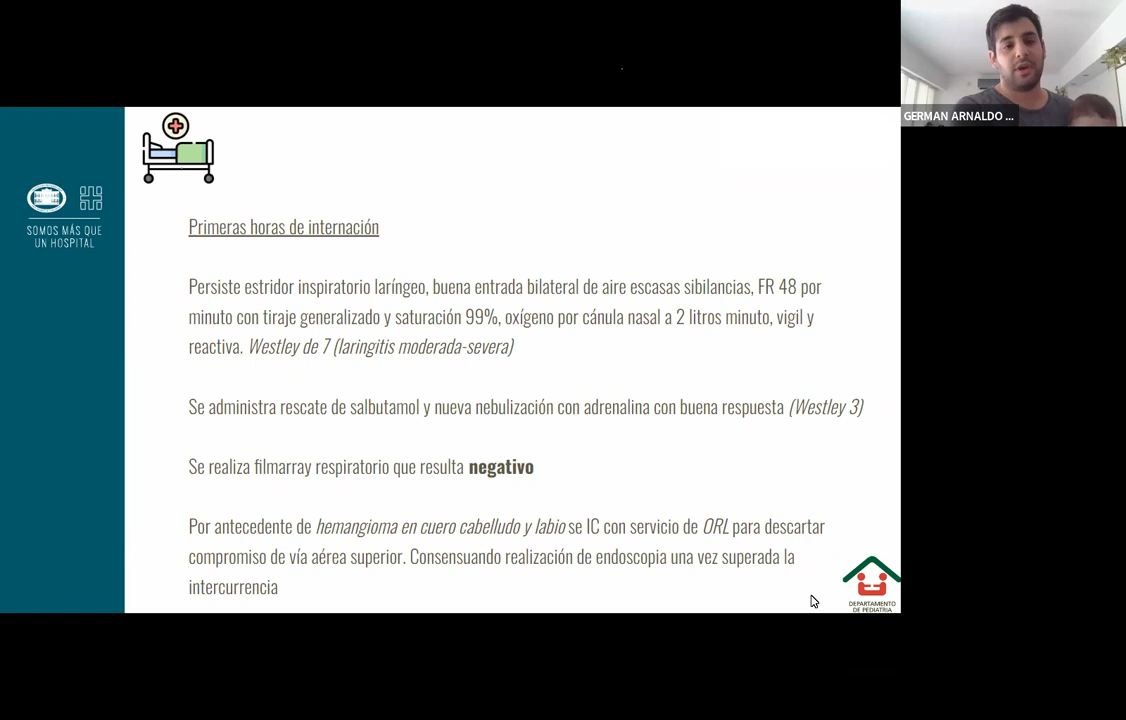 GERMAN ARNALDO ...
SOMOS MÁS QUE
UN HOSPITAL
Primeras horas de internación
Persiste estridor inspiratorio laríngeo, buena entrada bilateral de aire escasas sibilancias, FR 48 por
minuto con tiraje generalizado y saturación 99%, oxígeno por cánula nasal a 2 litros minuto, vigil y
reactiva. Westley de 7 (laringitis moderada-severa)
Se administra rescate de salbutamol y nueva nebulización con adrenalina con buena respuesta (Westley 3)
Se realiza filmarray respiratorio que resulta negativo
Por antecedente de hemangioma en cuero cabelludo y labio se IC con servicio de ORL para descartar
compromiso de vía aérea superior. Consensuando realización de endoscopia una vez superada la
intercurrencia
DEPARTAMENTO
DE PEDIATRIA